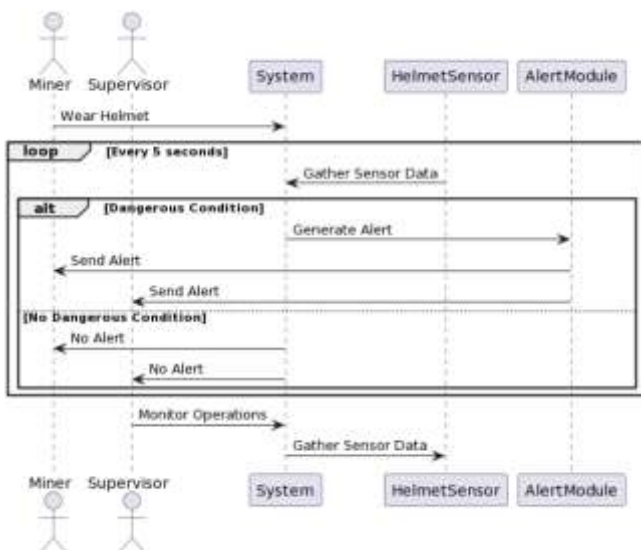 Miner Supervisor System HelmetSensor AlertModule
Wear Helmet
loop [Every 5 seconds]
Gather Sensor Data
alt [Dangerous Condition]
Generate Alert
Send Alert
Send Alert
[No Dangerous Condition]
No Alert
No Alert
Monitor Operations
Gather Sensor Data
Miner Supervisor System HelmetSensor AlertModule